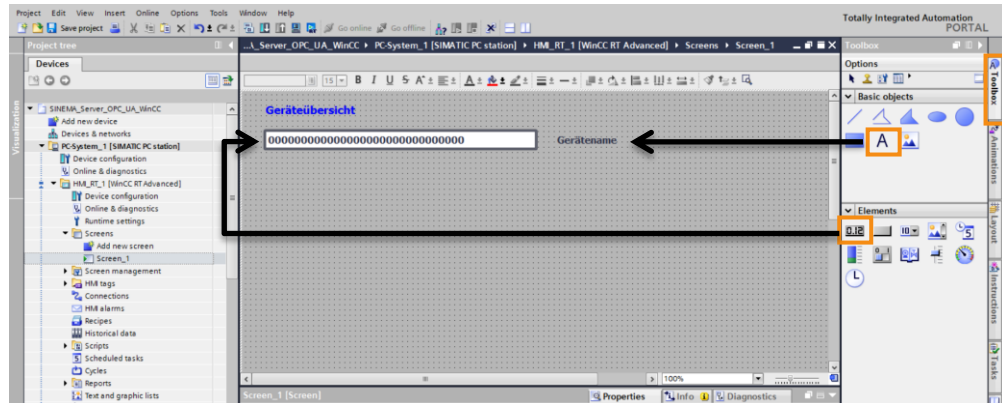 Project Edit View Insert Online Options Tools Window Help
Totally Integrated Automation
PORTAL
Save project
Go online Go offline
Project tree
..._Server_OPC_UA_WinCC PC-System_1 [SIMATIC PC station] HMI_RT_1 [WinCC RT Advanced] Screens Screen_1
Toolbox
Devices
Options
15 B I U S A
Visualization
SINEMA_Server_OPC_UA_WinCC
Add new device
Devices & networks
PC-System_1 [SIMATIC PC station]
Device configuration
Online & diagnostics
HMI_RT_1 [WinCC RT Advanced]
Device configuration
Online & diagnostics
Runtime settings
Screens
Add new screen
Screen_1
Screen management
HMI tags
Connections
HMI alarms
Recipes
Historical data
Scripts
Scheduled tasks
Cycles
Reports
Text and graphic lists
Geräteübersicht
000000000000000000000000000000
Gerätename
100%
Screen_1 [Screen]
Properties Info Diagnostics
Basic objects
A
Elements
0.12 10 5
Toolbox
Animations
Layout
Instructions
Tasks